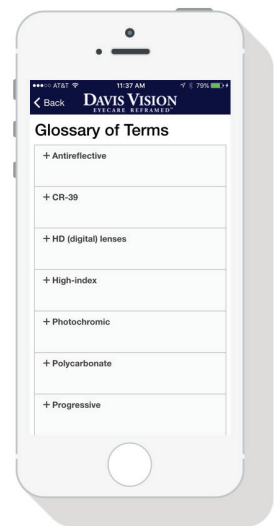 ●●●○○ AT&T 11:37 AM 79%
Back DAVIS VISION
EYECARE REFRAMED™
Glossary of Terms
+ Antireflective
+ CR-39
+ HD (digital) lenses
+ High-index
+ Photochromic
+ Polycarbonate
+ Progressive